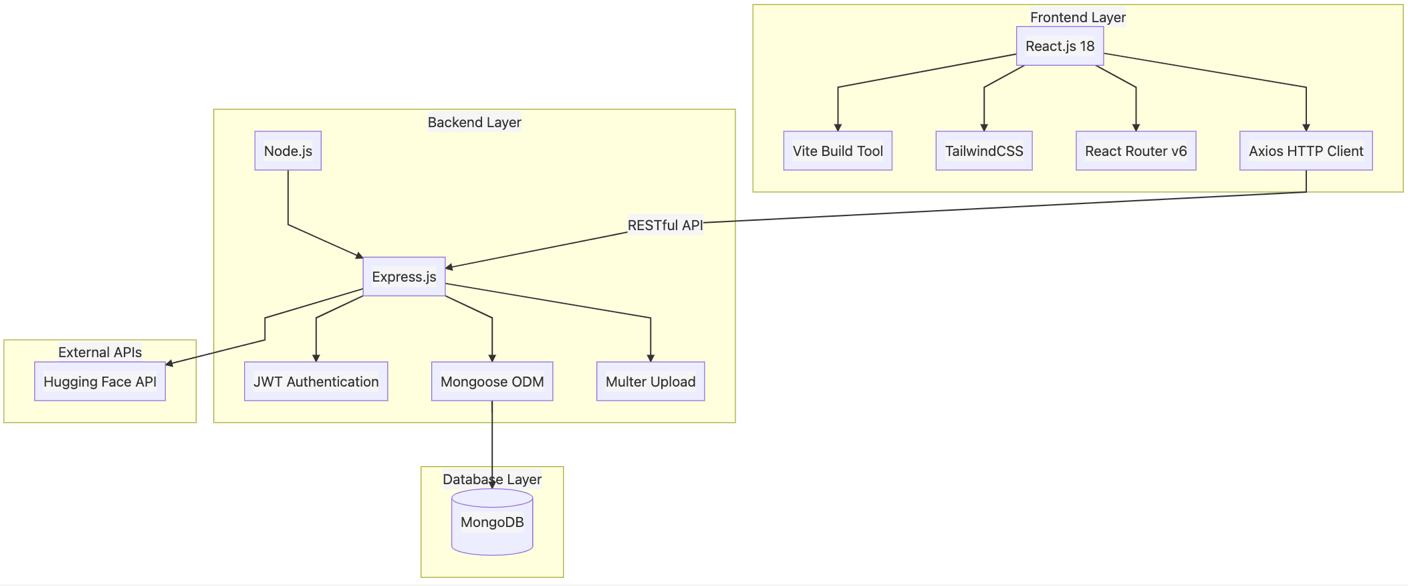 Frontend Layer
React.js 18
Vite Build Tool
TailwindCSS
React Router v6
Axios HTTP Client
Backend Layer
Node.js
RESTful API
Express.js
JWT Authentication
Mongoose ODM
Multer Upload
External APIs
Hugging Face API
Database Layer
MongoDB